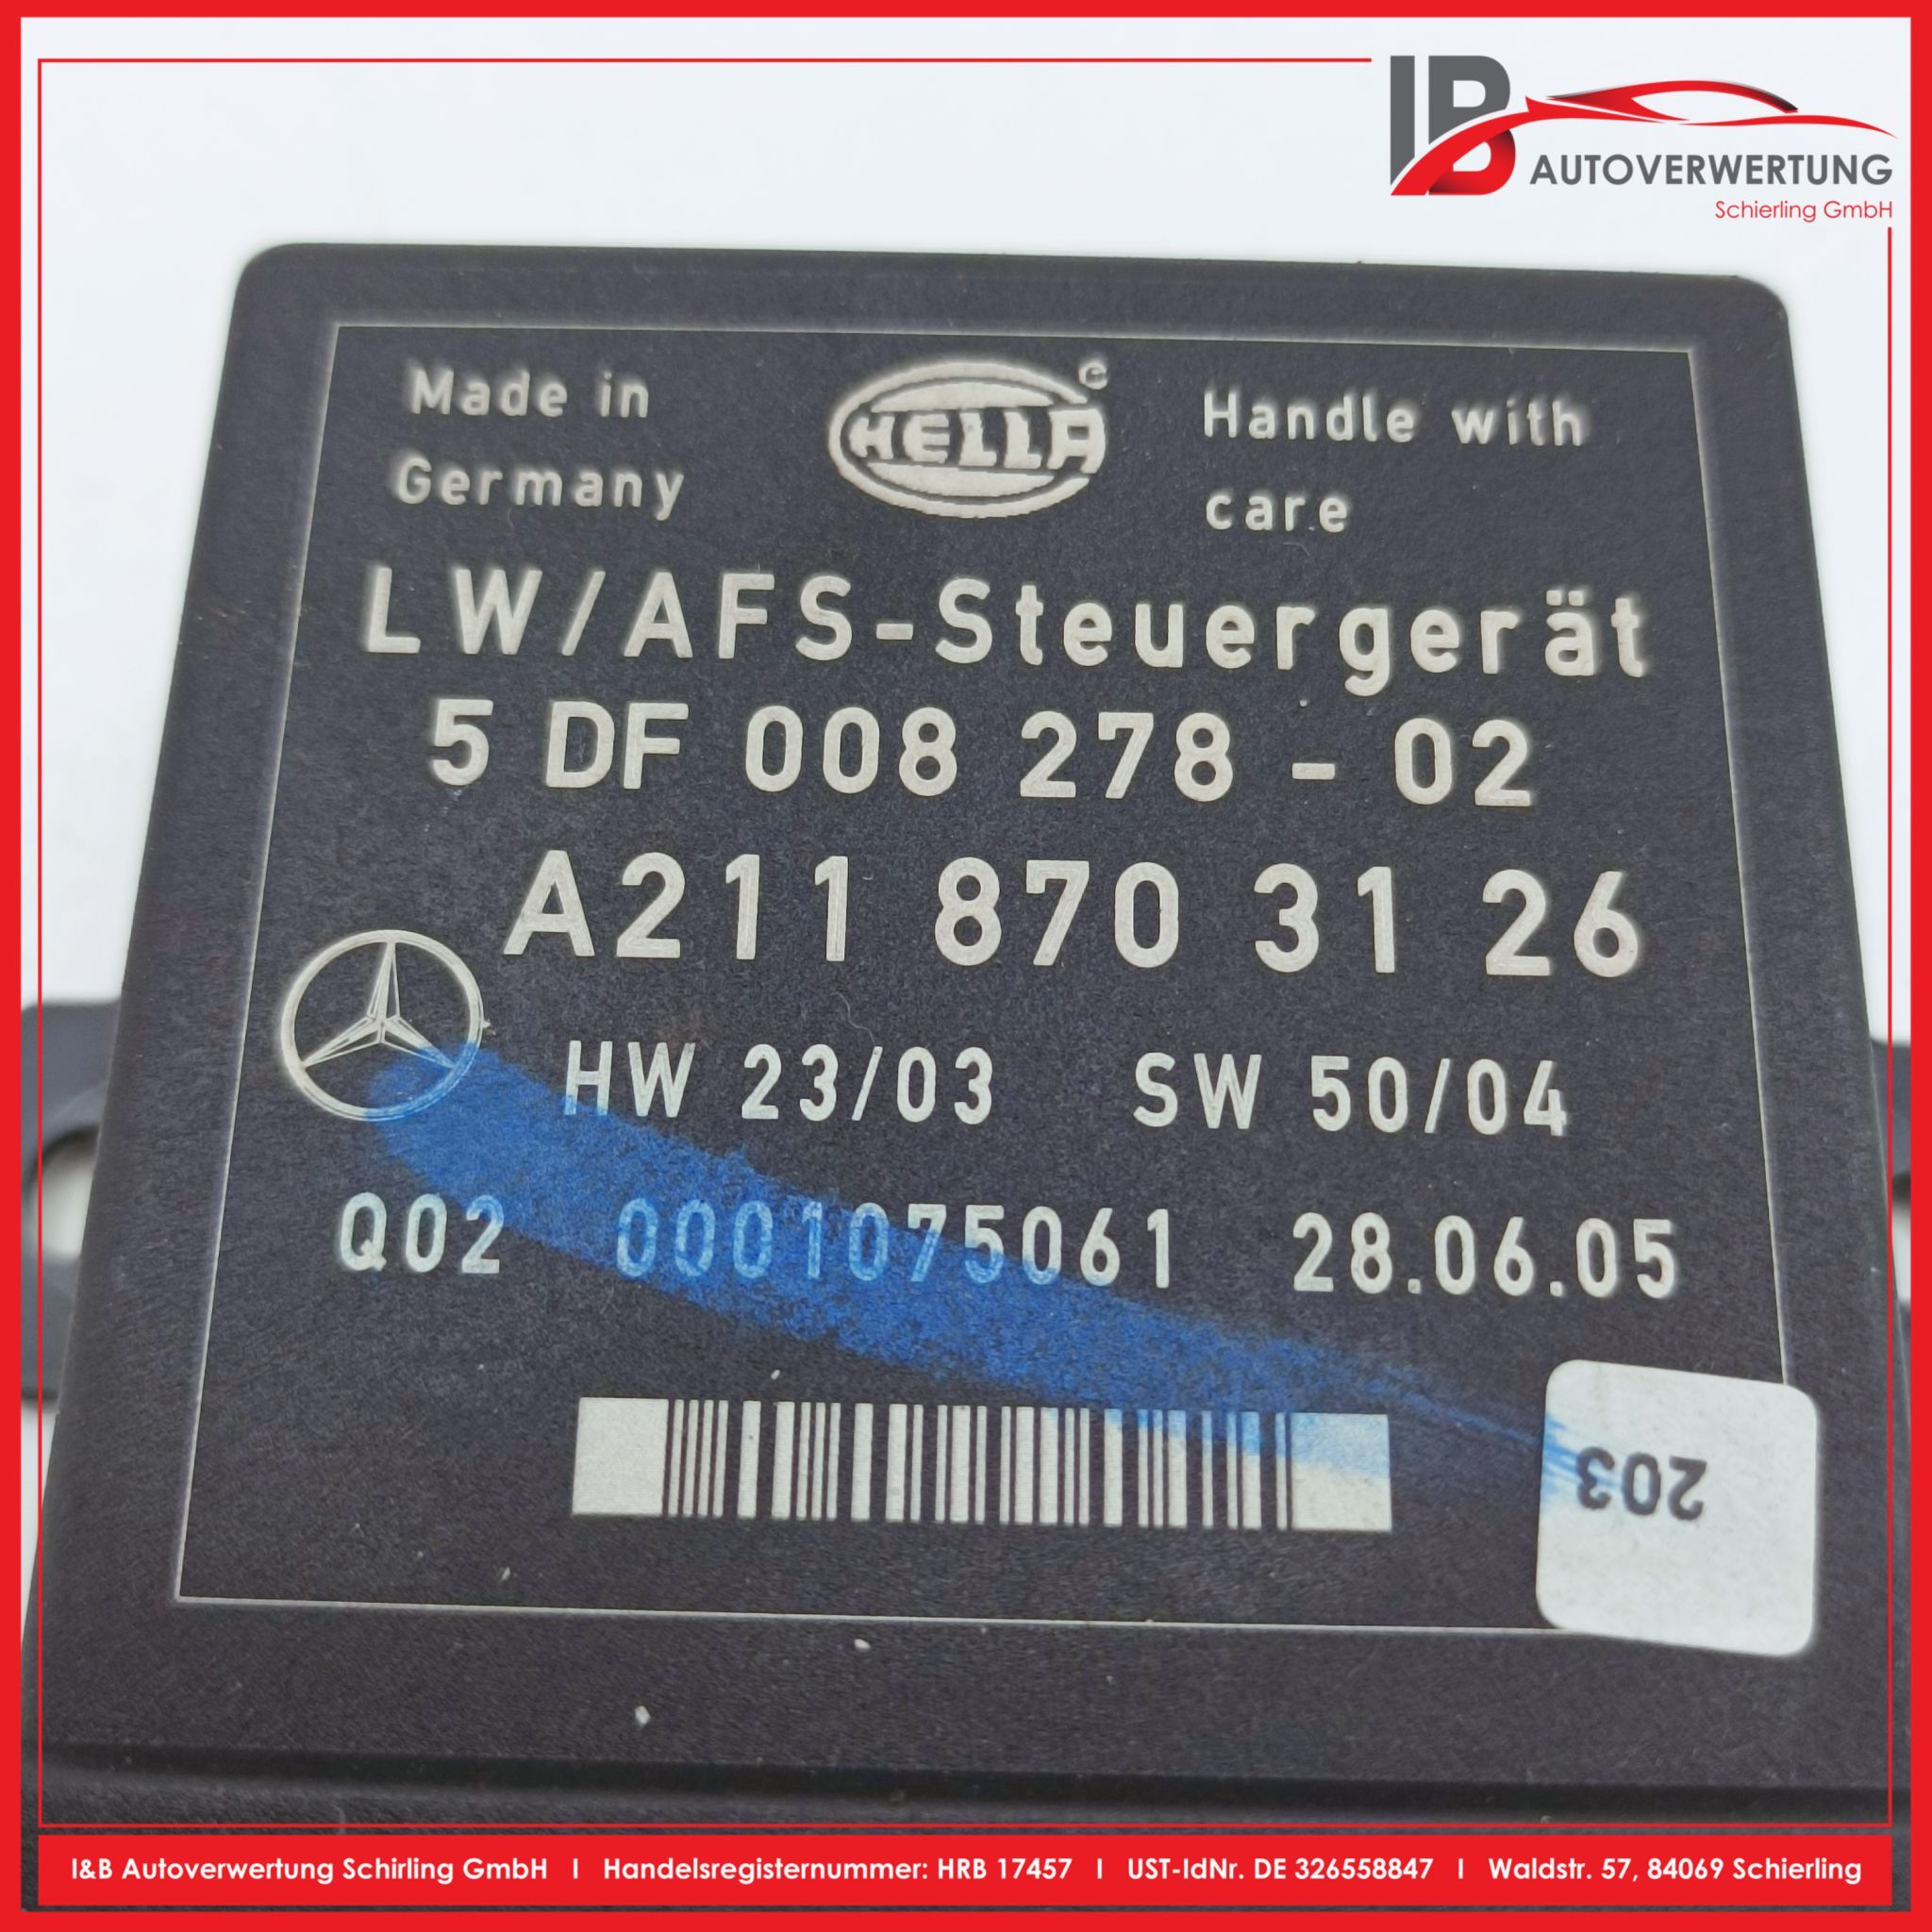 IB
AUTOVERWERTUNG
Schierling GmbH
Made in
Germany
HELLA
Handle with
care
LW/AFS-Steuergerät
5 DF 008 278 - 02
A211 870 31 26
HW 23/03 SW 50/04
Q02 0001075061 28.06.05
203
I&B Autoverwertung Schirling GmbH I Handelsregisternummer: HRB 17457 I UST-IdNr. DE 326558847 I Waldstr. 57, 84069 Schierling